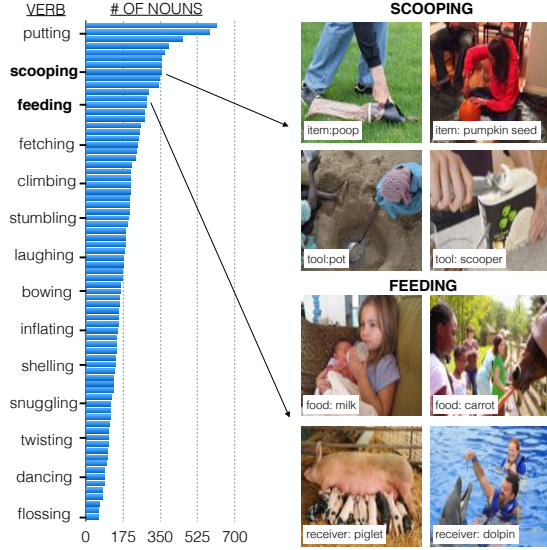 VERB # OF NOUNS
putting
scooping
feeding
fetching
climbing
stumbling
laughing
bowing
inflating
shelling
snuggling
twisting
dancing
flossing
0 175 350 525 700
SCOOPING
item:poop
item: pumpkin seed
tool:pot
tool: scooper
FEEDING
food: milk
food: carrot
receiver: piglet
receiver: dolpin